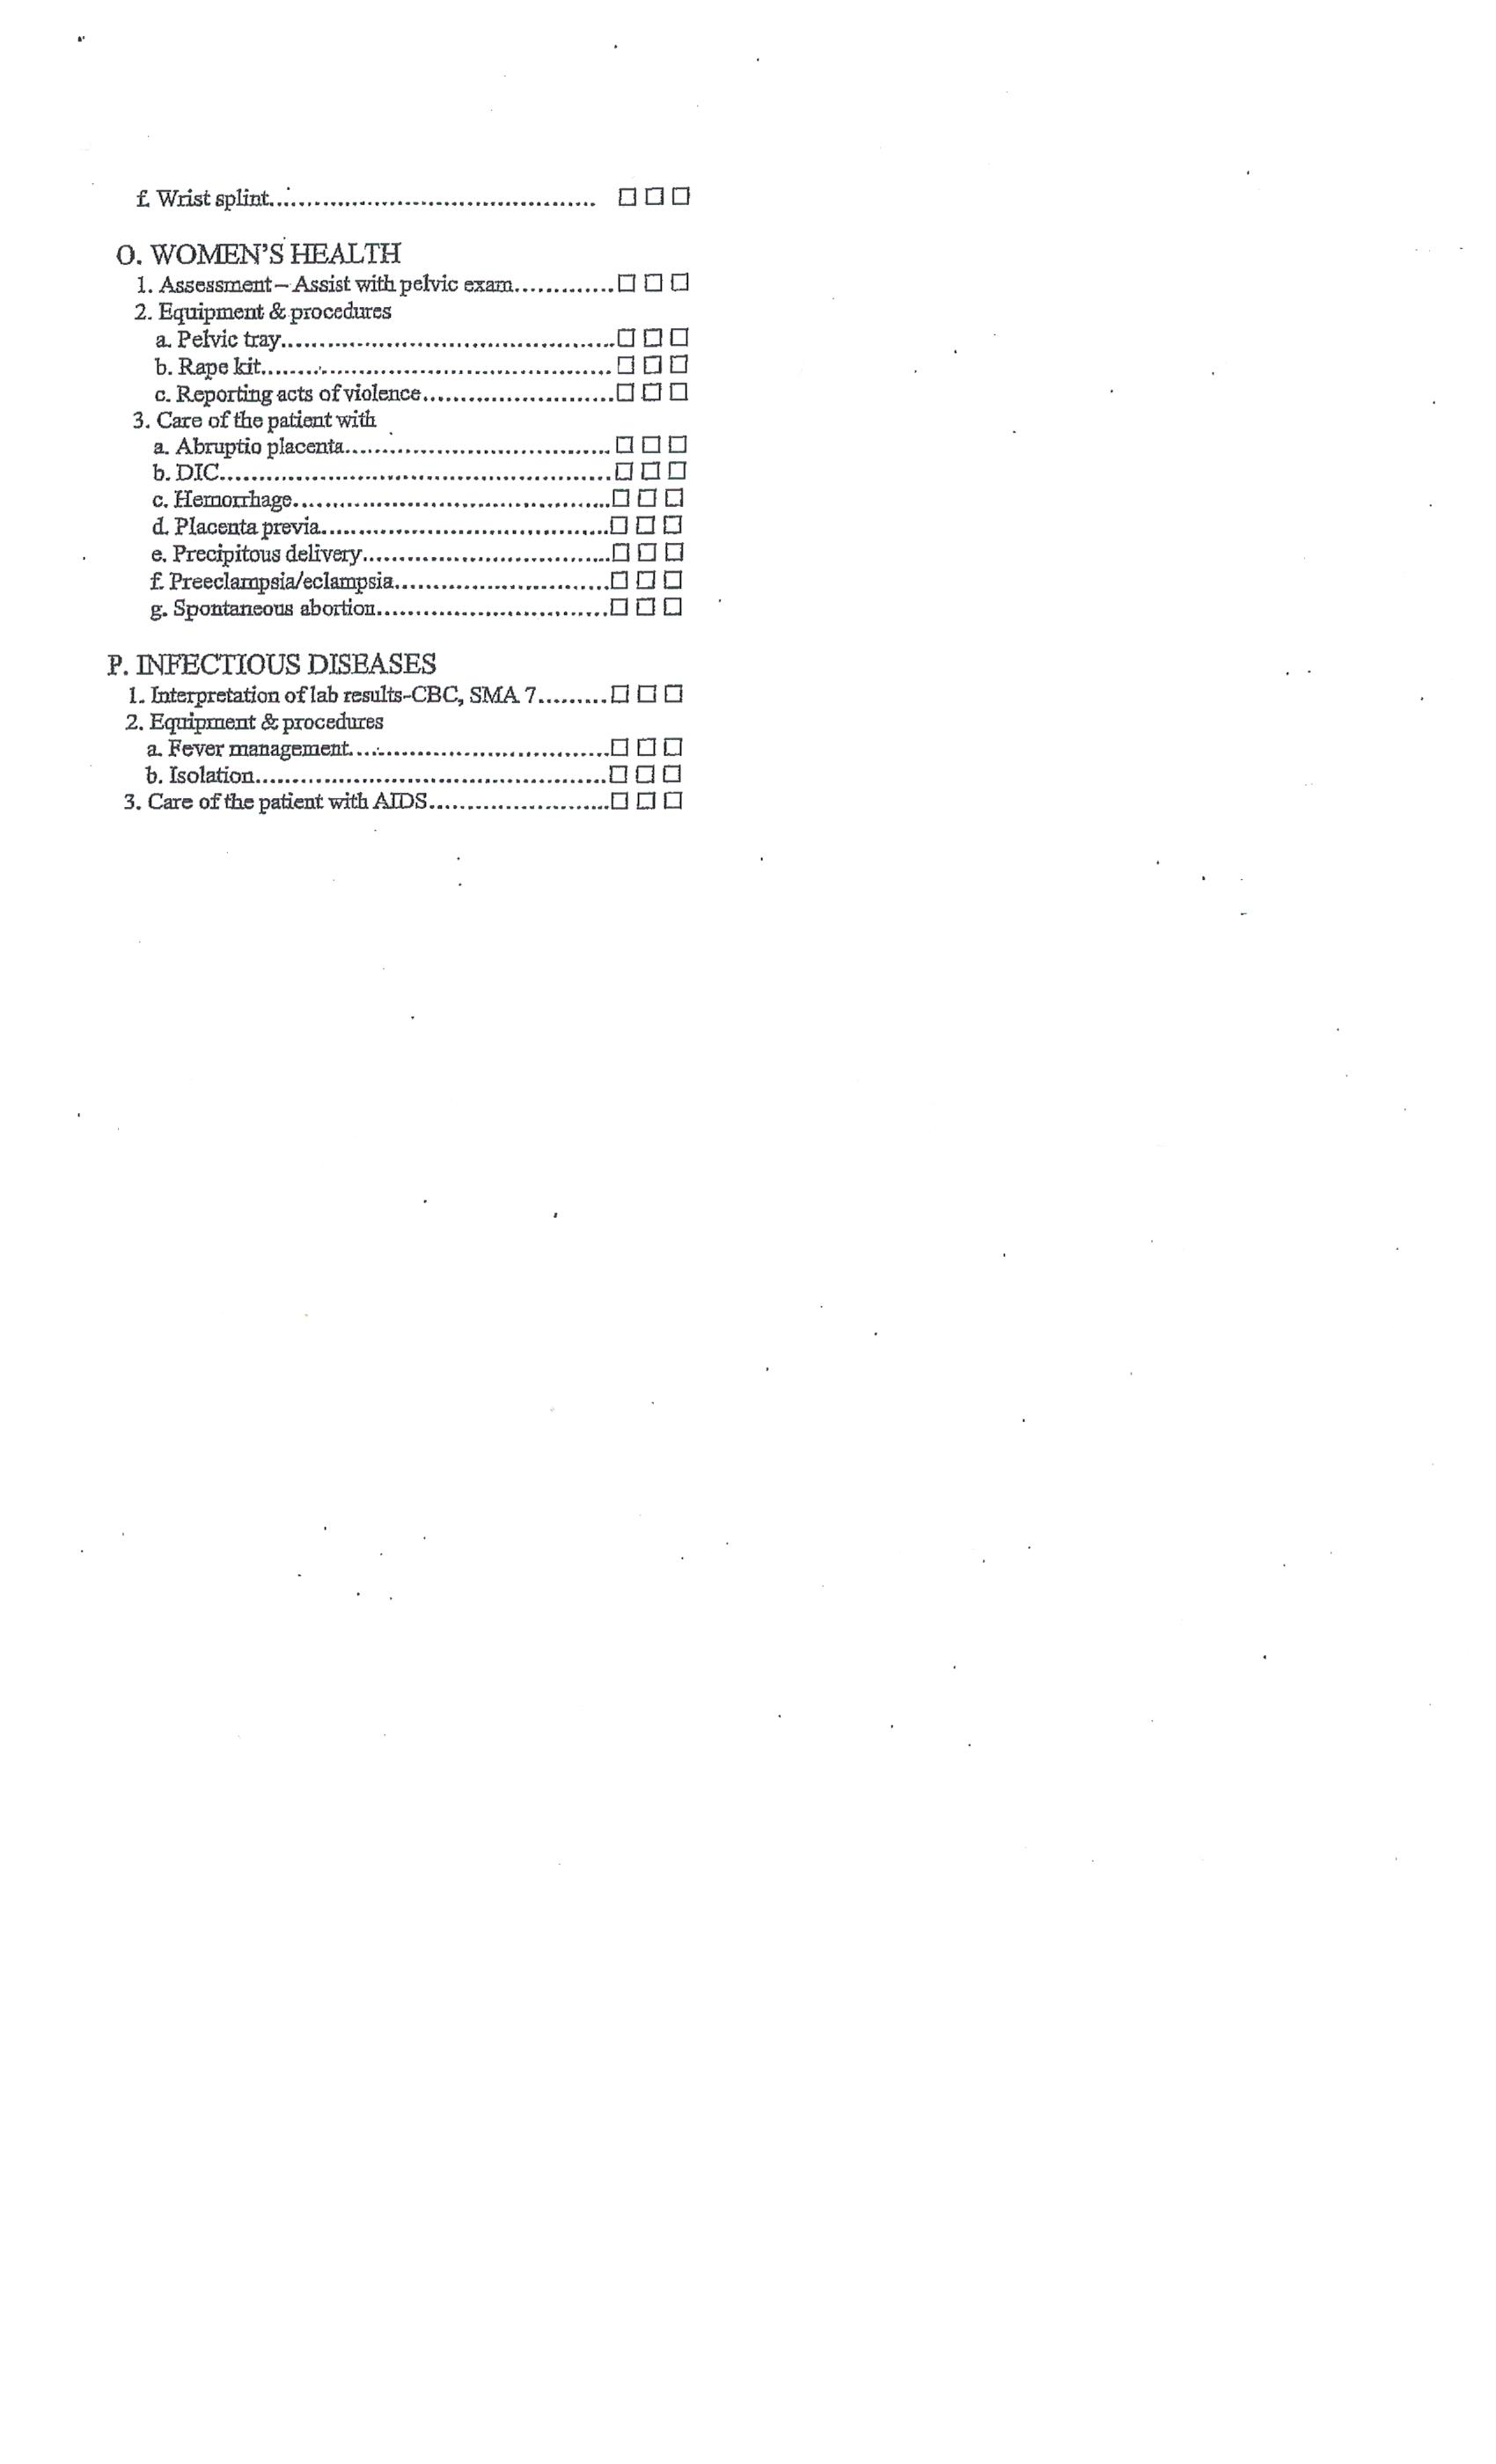 f. Wrist splint............................................... ☐ ☐ ☐
O. WOMEN'S HEALTH
1. Assessment – Assist with pelvic exam.............☐ ☐ ☐
2. Equipment & procedures
a. Pelvic tray...............................................☐ ☐ ☐
b. Rape kit..................................................☐ ☐ ☐
c. Reporting acts of violence.........................☐ ☐ ☐
3. Care of the patient with
a. Abruptio placenta.....................................☐ ☐ ☐
b. DIC........................................................☐ ☐ ☐
c. Hemorrhage.............................................☐ ☐ ☐
d. Placenta previa........................................☐ ☐ ☐
e. Precipitous delivery..................................☐ ☐ ☐
f. Preeclampsia/eclampsia.............................☐ ☐ ☐
g. Spontaneous abortion................................☐ ☐ ☐
P. INFECTIOUS DISEASES
1. Interpretation of lab results-CBC, SMA 7.........☐ ☐ ☐
2. Equipment & procedures
a. Fever management....................................☐ ☐ ☐
b. Isolation..................................................☐ ☐ ☐
3. Care of the patient with AIDS........................☐ ☐ ☐